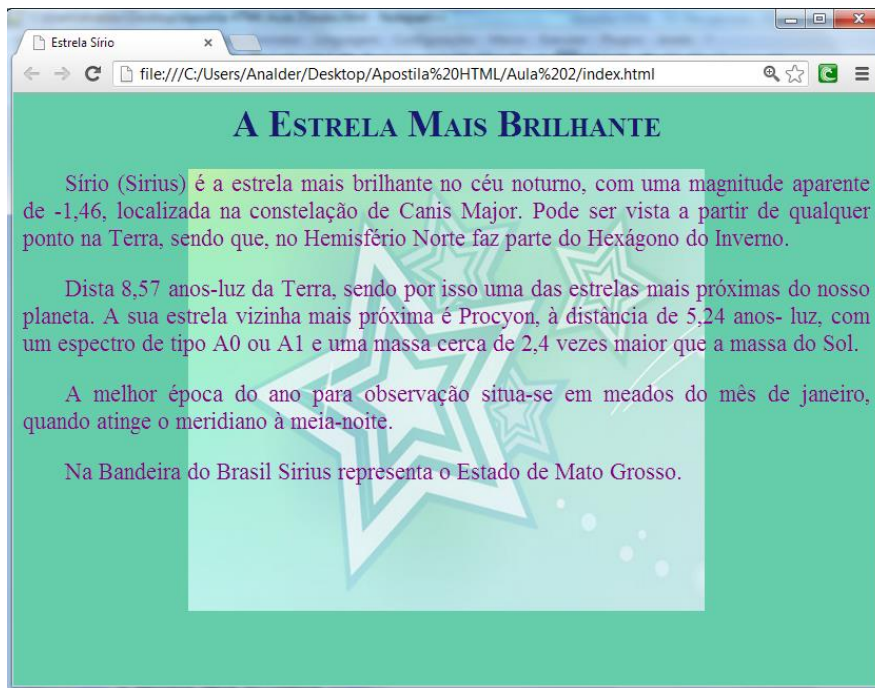 Estrela Sírio
file:///C:/Users/Analder/Desktop/Apostila%20HTML/Aula%202/index.html
A Estrela Mais Brilhante
Sírio (Sirius) é a estrela mais brilhante no céu noturno, com uma magnitude aparente
de -1,46, localizada na constelação de Canis Major. Pode ser vista a partir de qualquer
ponto na Terra, sendo que, no Hemisfério Norte faz parte do Hexágono do Inverno.
Dista 8,57 anos-luz da Terra, sendo por isso uma das estrelas mais próximas do nosso
planeta. A sua estrela vizinha mais próxima é Procyon, à distância de 5,24 anos- luz, com
um espectro de tipo A0 ou A1 e uma massa cerca de 2,4 vezes maior que a massa do Sol.
A melhor época do ano para observação situa-se em meados do mês de janeiro,
quando atinge o meridiano à meia-noite.
Na Bandeira do Brasil Sirius representa o Estado de Mato Grosso.